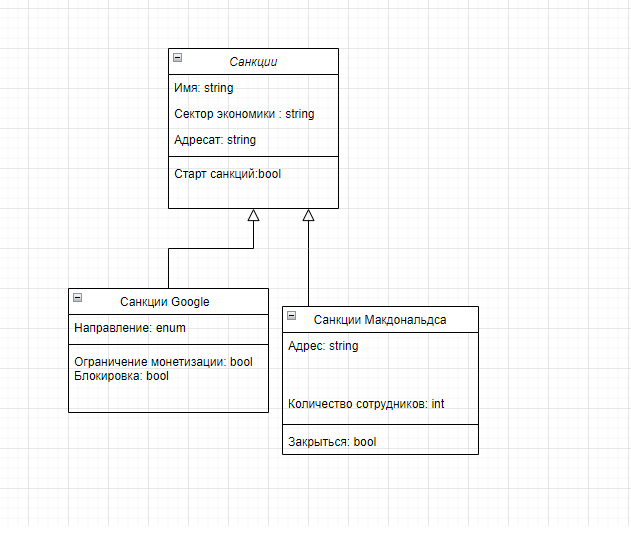 Санкции
Имя: string
Сектор экономики : string
Адресат: string
Старт санкций:bool
Санкции Google
Направление: enum
Ограничение монетизации: bool
Блокировка: bool
Санкции Макдональдса
Адрес: string
Количество сотрудников: int
Закрыться: bool